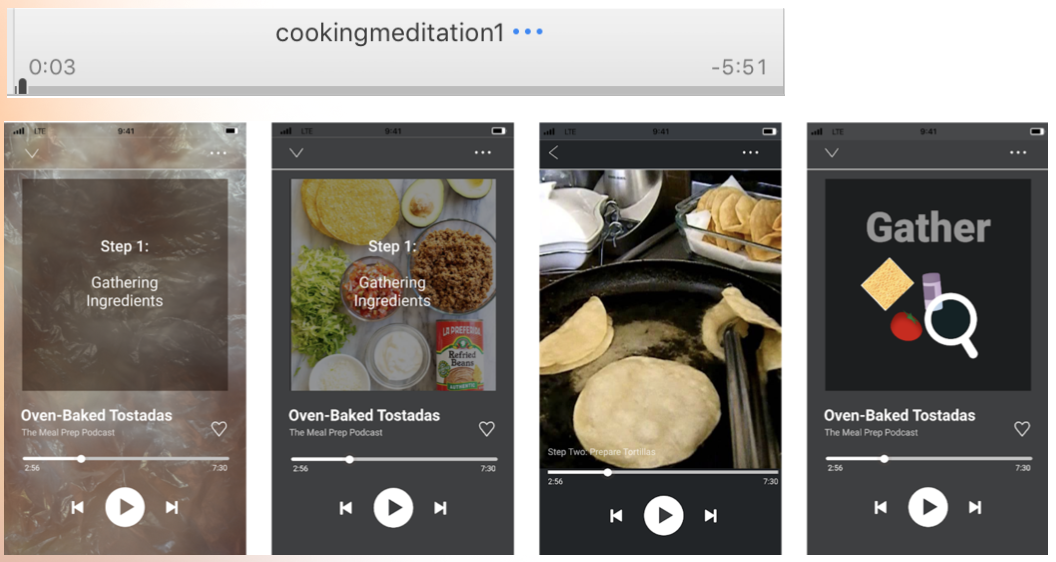 cookingmeditation1 •••
0:03 -5:51
LTE 9:41
Step 1:
Gathering
Ingredients
Oven-Baked Tostadas
The Meal Prep Podcast
2:56 7:30
LTE 9:41
Step 1:
Gathering
Ingredients
LA PREFERIDA
Refried
Beans
AUTHENTIC
Oven-Baked Tostadas
The Meal Prep Podcast
2:56 7:30
LTE 9:41
Step Two: Prepare Tortillas
2:56 7:30
LTE 9:41
Gather
Oven-Baked Tostadas
The Meal Prep Podcast
2:56 7:30